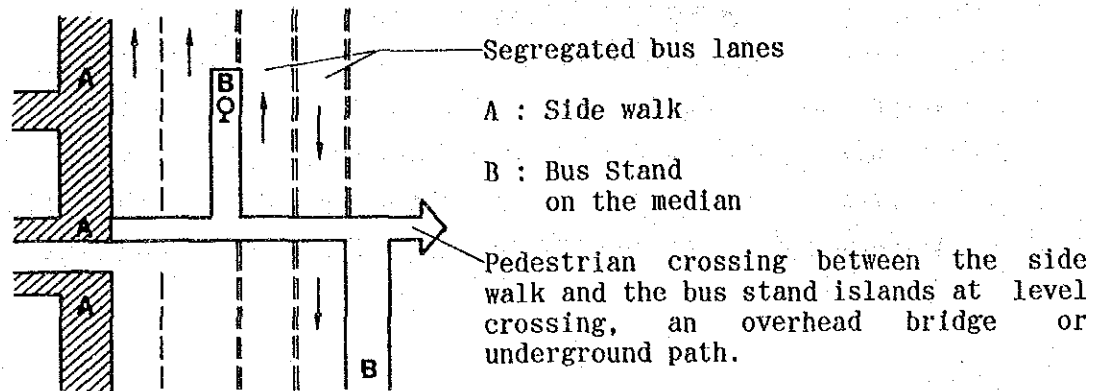 Segregated bus lanes
A : Side walk
B : Bus Stand
on the median
Pedestrian crossing between the side
walk and the bus stand islands at level
crossing, an overhead bridge or
underground path.
A
B
A
A
B